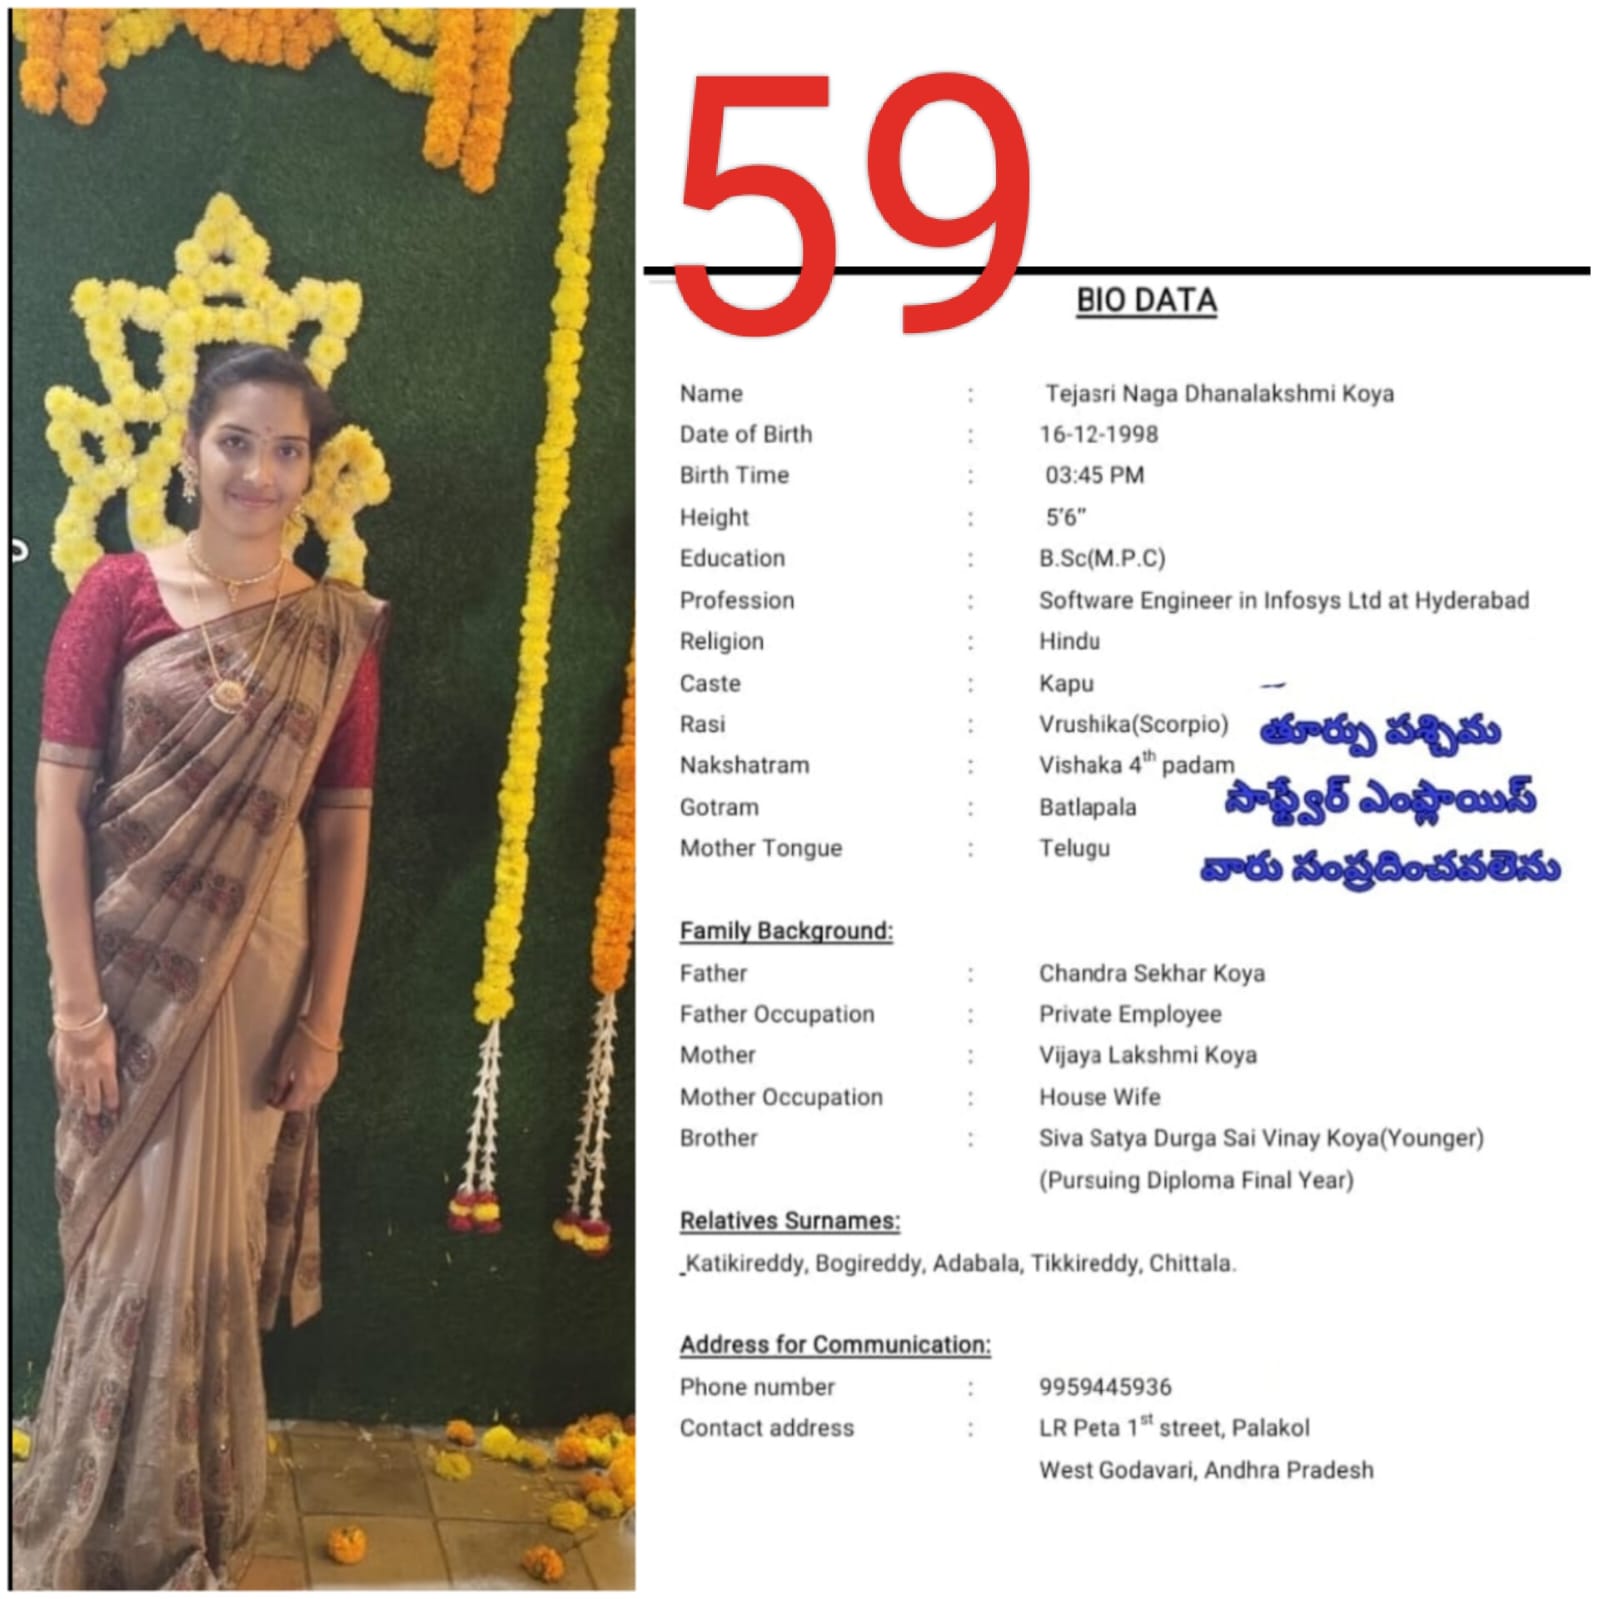 59
BIO DATA
Name : Tejasri Naga Dhanalakshmi Koya
Date of Birth : 16-12-1998
Birth Time : 03:45 PM
Height : 5'6"
Education : B.Sc(M.P.C)
Profession : Software Engineer in Infosys Ltd at Hyderabad
Religion : Hindu
Caste : Kapu
Rasi : Vrushika(Scorpio)
Nakshatram : Vishaka 4th padam
Gotram : Batlapala
Mother Tongue : Telugu
తూర్పు పశ్చిమ
సాఫ్ట్వేర్ ఎంప్లాయిస్
వారు సంప్రదించవలెను
Family Background:
Father : Chandra Sekhar Koya
Father Occupation : Private Employee
Mother : Vijaya Lakshmi Koya
Mother Occupation : House Wife
Brother : Siva Satya Durga Sai Vinay Koya(Younger)
(Pursuing Diploma Final Year)
Relatives Surnames:
Katikireddy, Bogireddy, Adabala, Tikkireddy, Chittala.
Address for Communication:
Phone number : 9959445936
Contact address : LR Peta 1st street, Palakol
West Godavari, Andhra Pradesh